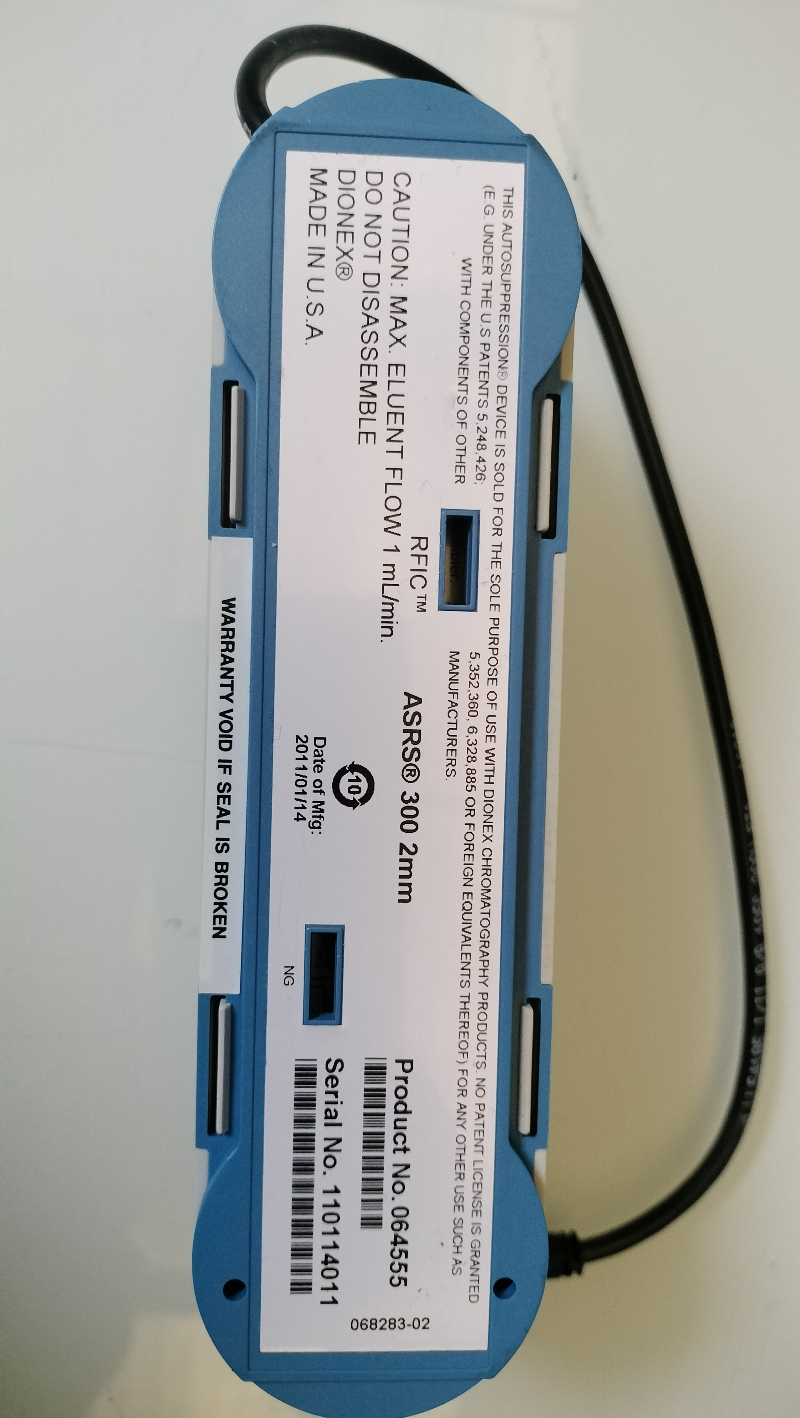 THIS AUTOSUPPRESSION® DEVICE IS SOLD FOR THE SOLE PURPOSE OF USE WITH DIONEX CHROMATOGRAPHY PRODUCTS. NO PATENT LICENSE IS GRANTED
(E.G. UNDER THE U.S PATENTS 5,248,426; 5,352,360, 6,328,885 OR FOREIGN EQUIVALENTS THEREOF) FOR ANY OTHER USE SUCH AS
WITH COMPONENTS OF OTHER MANUFACTURERS.
RFIC™ ASRS® 300 2mm
CAUTION: MAX. ELUENT FLOW 1 mL/min.
DO NOT DISASSEMBLE
DIONEX®
MADE IN U.S.A.
10
Date of Mfg:
2011/01/14
NG
Product No. 064555
Serial No. 110114011
068283-02
WARRANTY VOID IF SEAL IS BROKEN